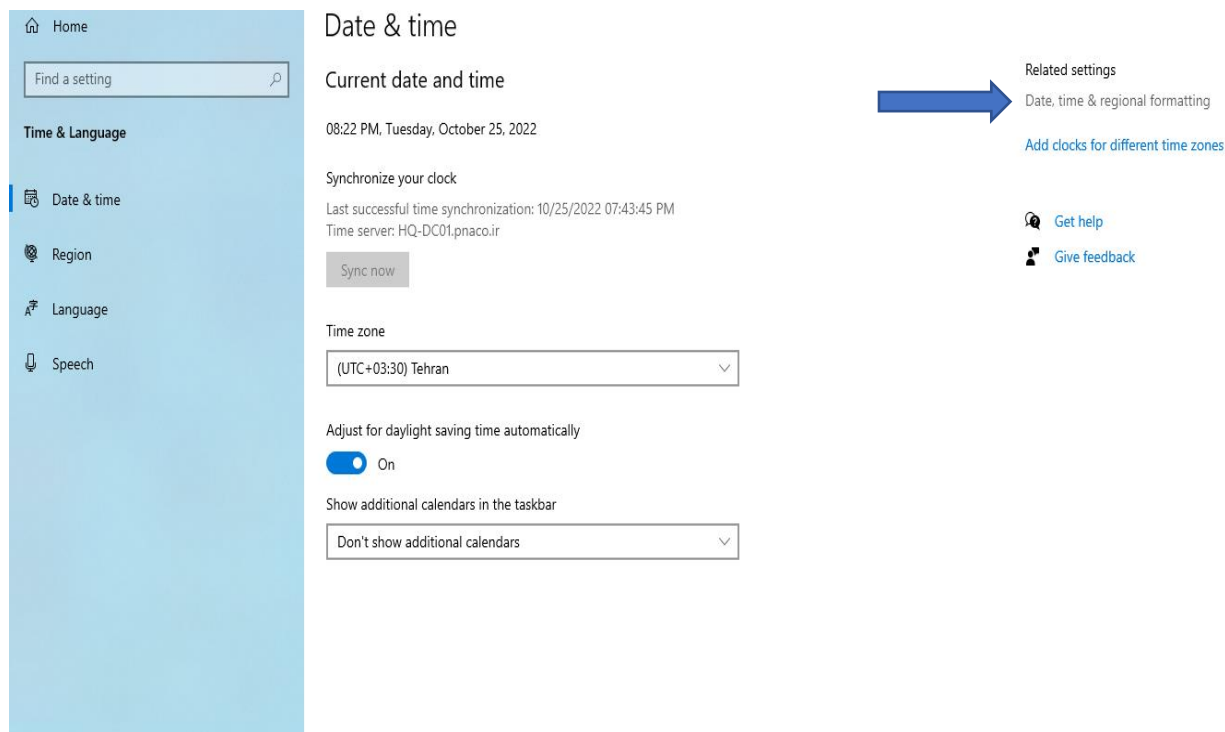 Home
Find a setting
Time & Language
Date & time
Region
Language
Speech
Date & time
Current date and time
08:22 PM, Tuesday, October 25, 2022
Synchronize your clock
Last successful time synchronization: 10/25/2022 07:43:45 PM
Time server: HQ-DC01.pnaco.ir
Sync now
Time zone
(UTC+03:30) Tehran
Adjust for daylight saving time automatically
On
Show additional calendars in the taskbar
Don't show additional calendars
Related settings
Date, time & regional formatting
Add clocks for different time zones
Get help
Give feedback